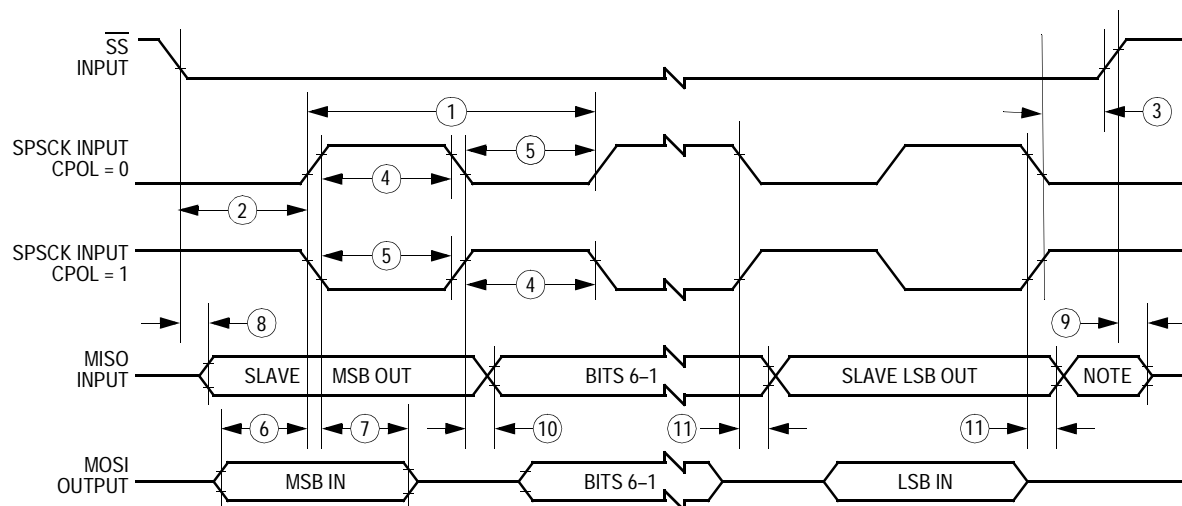 SS
INPUT
1
3
SPSCK INPUT
CPOL = 0
5
4
2
SPSCK INPUT
CPOL = 1
5
4
8
9
MISO
INPUT
SLAVE MSB OUT
BITS 6–1
SLAVE LSB OUT
NOTE
6
7
10
11
11
MOSI
OUTPUT
MSB IN
BITS 6–1
LSB IN